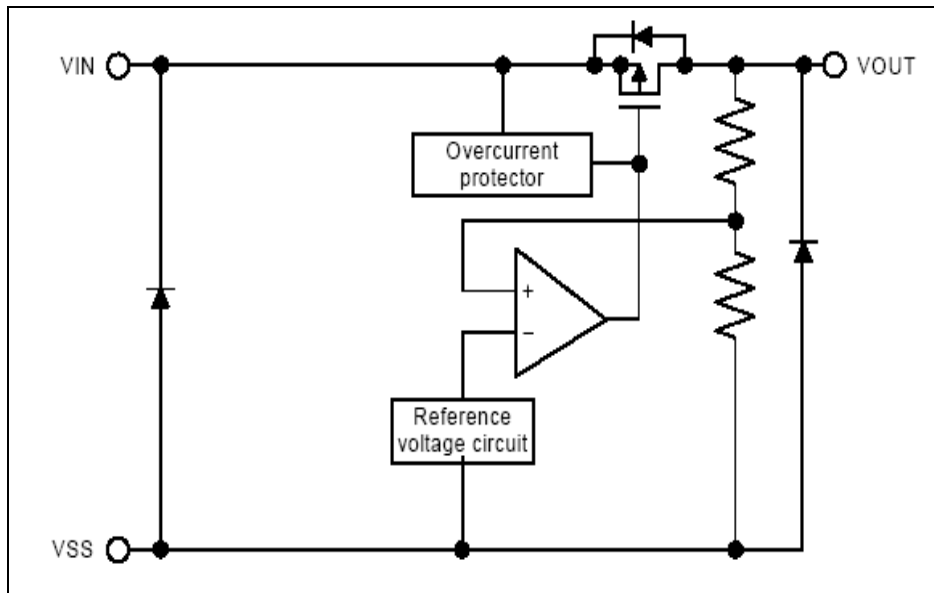 VIN
VOUT
Overcurrent
protector
+
−
Reference
voltage circuit
VSS